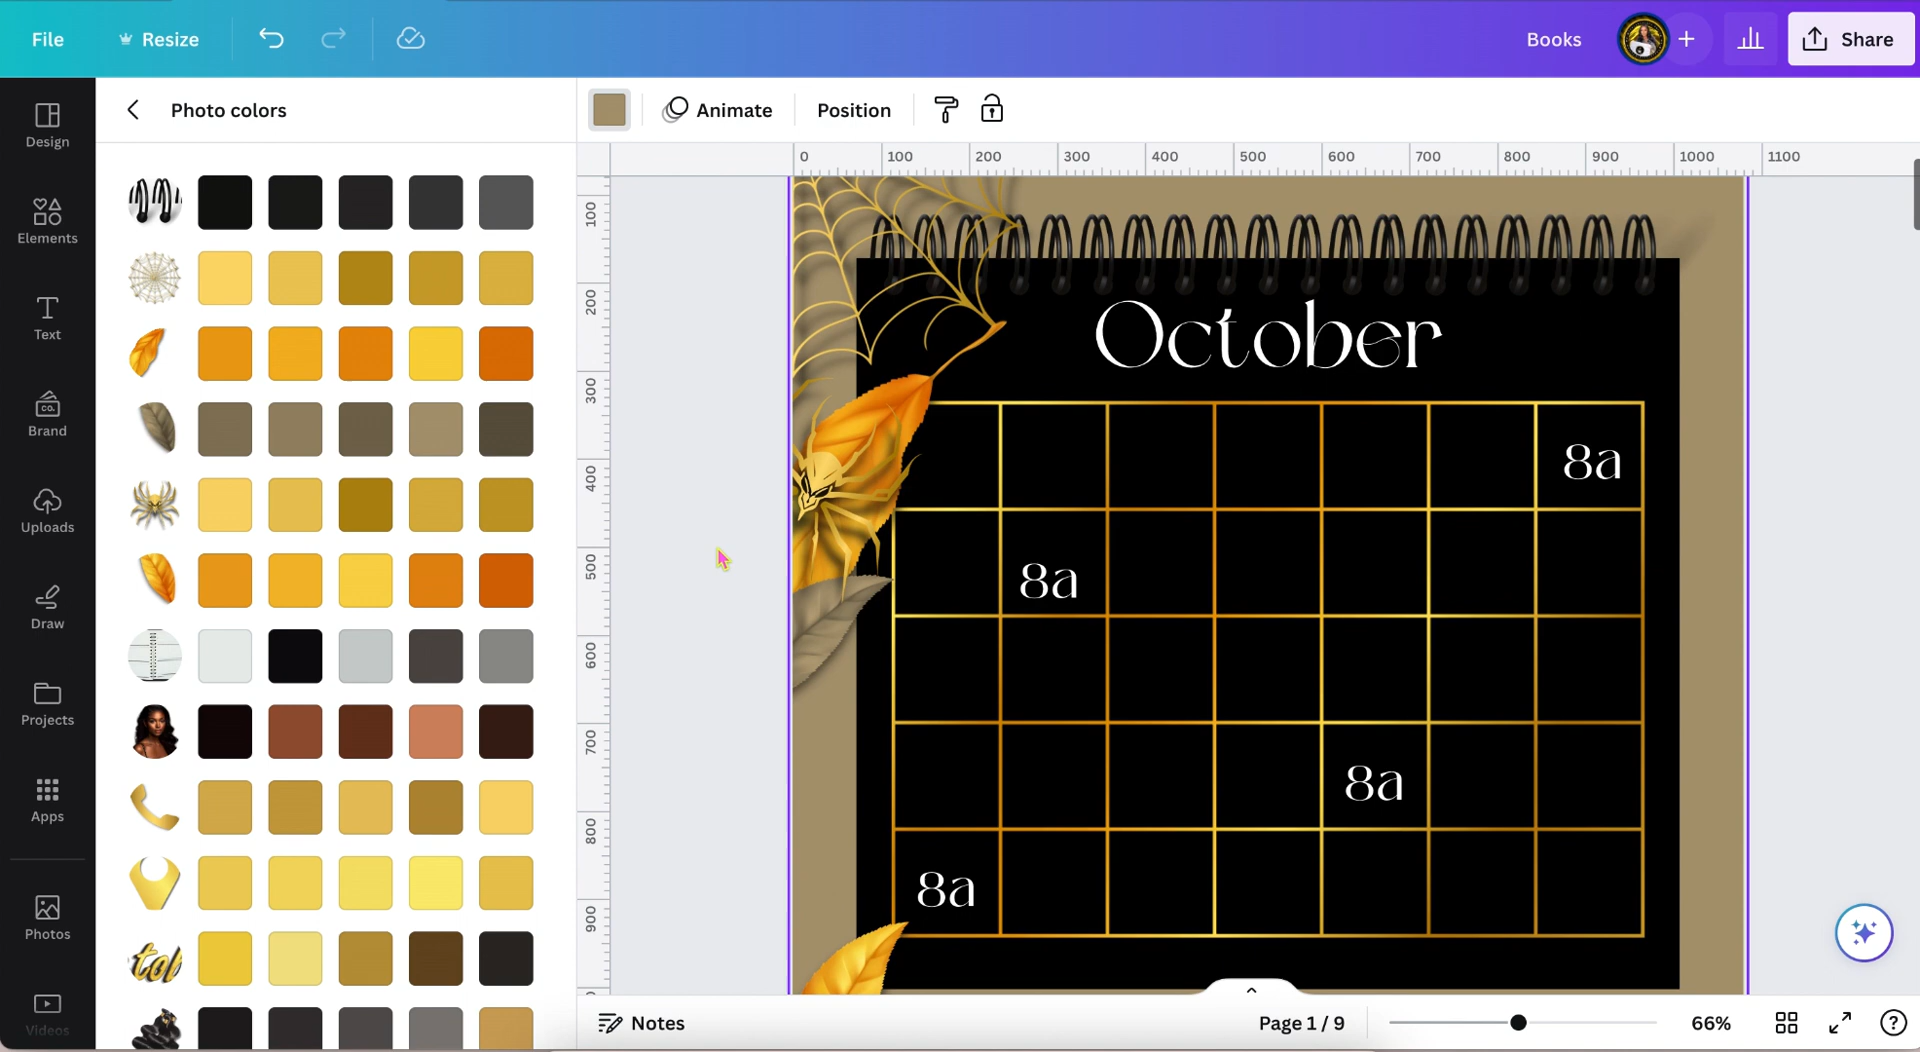 File
Resize
Books
Share
Design
Elements
Text
Brand
CO.
Uploads
Draw
Projects
Apps
Photos
Videos
Photo colors
tol
Animate
Position
0 100 200 300 400 500 600 700 800 900 1000 1100
100
200
300
400
500
600
700
800
900
October
8a
8a
8a
8a
Notes
Page 1 / 9
66%
?